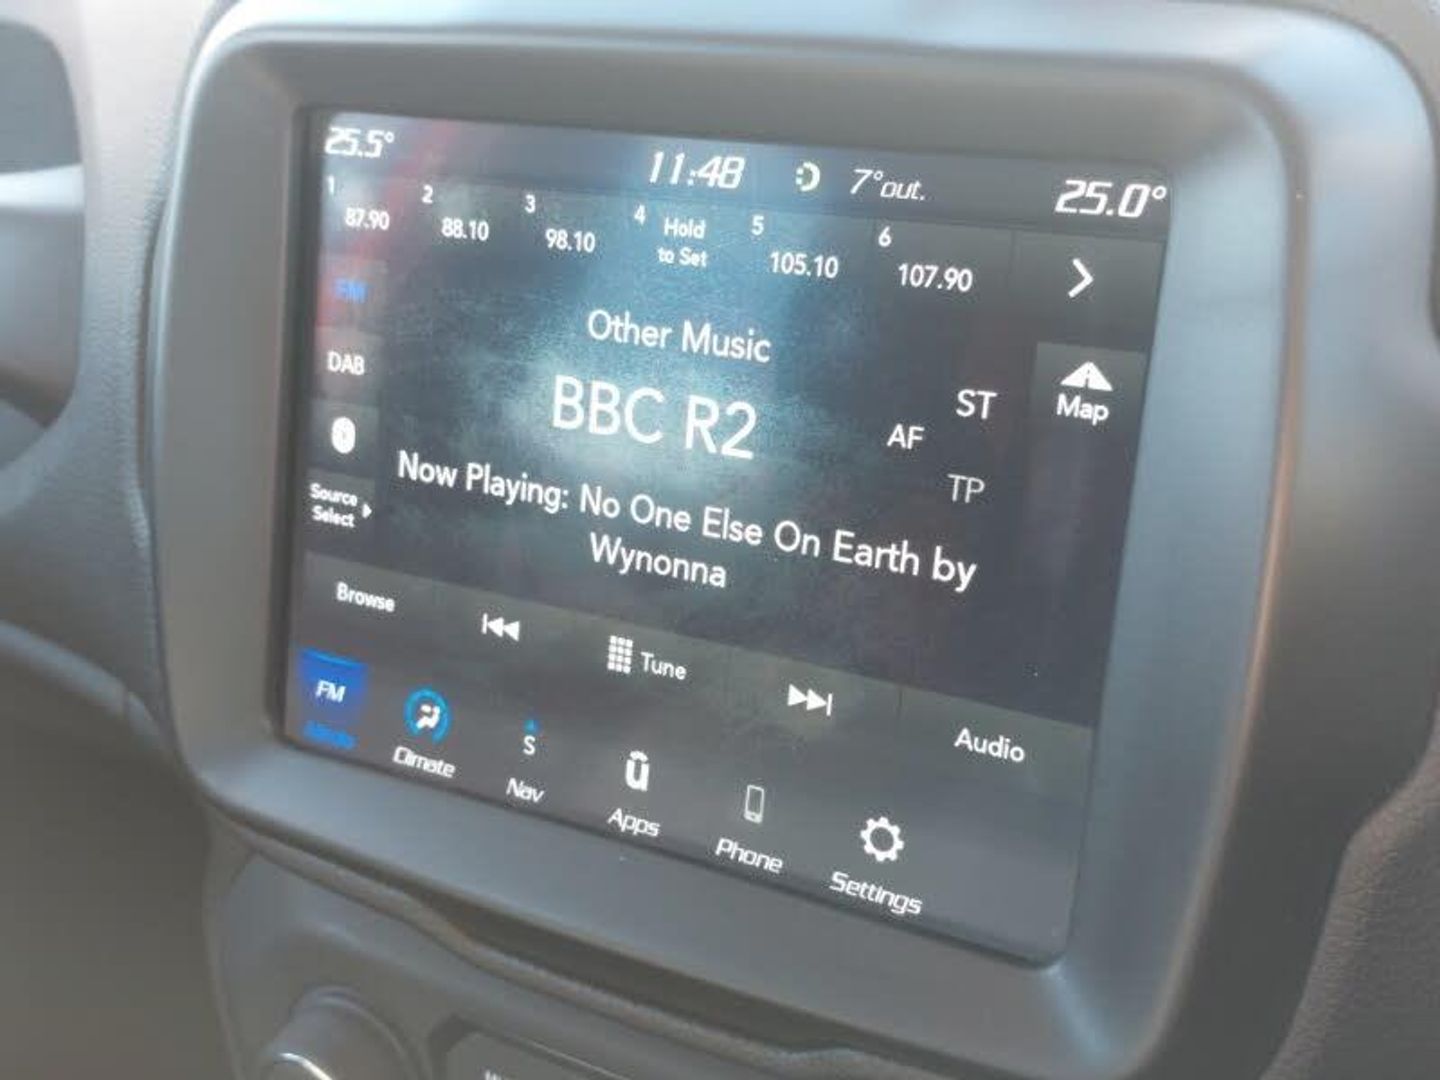 25.5°
11:48
7°out.
25.0°
1
87.90
2
88.10
3
98.10
4
Hold
to Set
5
105.10
6
107.90
FM
DAB
Source
Select
Other Music
BBC R2
Now Playing: No One Else On Earth by
Wynonna
ST
AF
TP
Map
Browse
Tune
Audio
FM
Climate
S
Nav
Apps
Phone
Settings